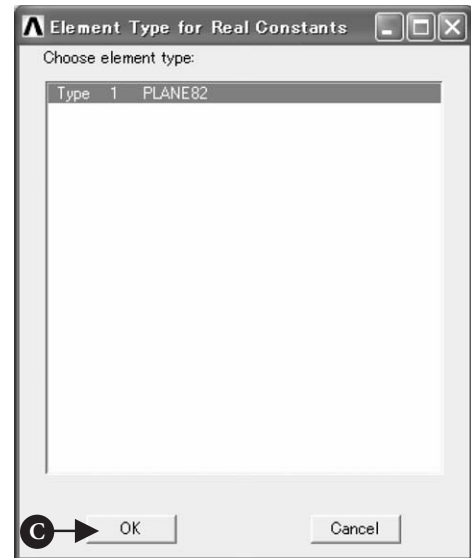 Element Type for Real Constants
Choose element type:
Type 1 PLANE82
C OK Cancel